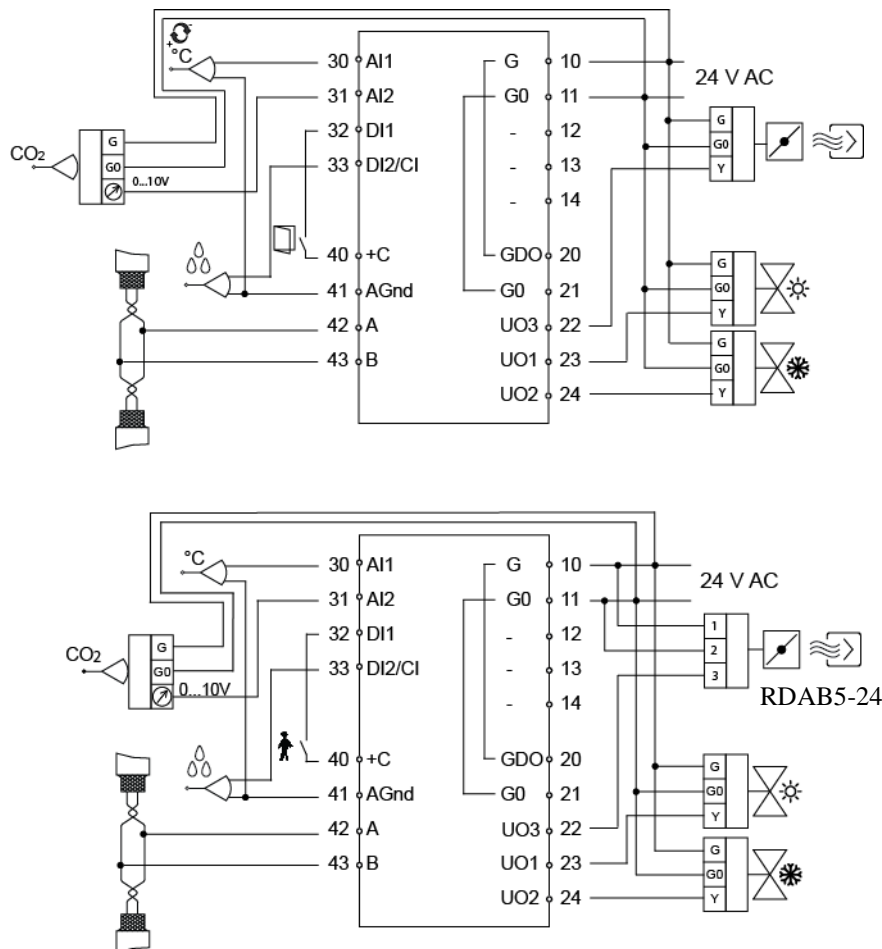 +°C
30 AI1 G 10
24 V AC
31 AI2 G0 11
32 DI1 - 12
G
G0
Y
33 DI2/CI - 13
- 14
CO2
G
G0
0...10V
40 +C GDO 20
41 AGnd G0 21
42 A UO3 22
43 B UO1 23
UO2 24
G
G0
Y
G
G0
Y
°C
30 AI1 G 10
24 V AC
31 AI2 G0 11
32 DI1 - 12
1
2
3
33 DI2/CI - 13
RDAB5-24
- 14
CO2
G
G0
0...10V
40 +C GDO 20
41 AGnd G0 21
42 A UO3 22
43 B UO1 23
UO2 24
G
G0
Y
G
G0
Y